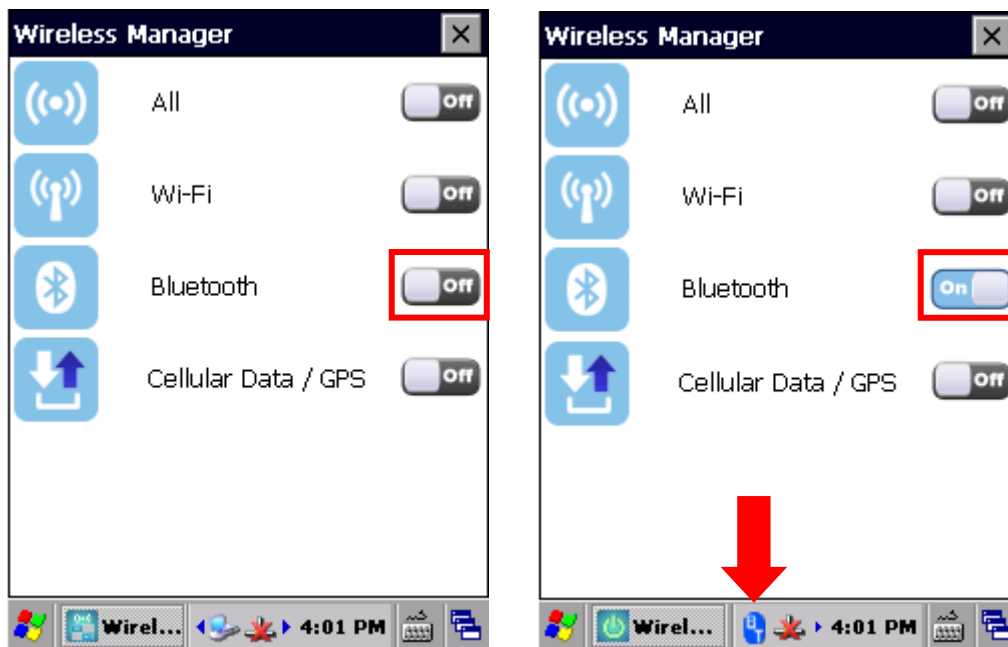 Wireless Manager
All
Off
Wi-Fi
Off
Bluetooth
Off
Cellular Data / GPS
Off
Wirel... 4:01 PM
Wireless Manager
All
Off
Wi-Fi
Off
Bluetooth
On
Cellular Data / GPS
Off
Wirel... BT 4:01 PM